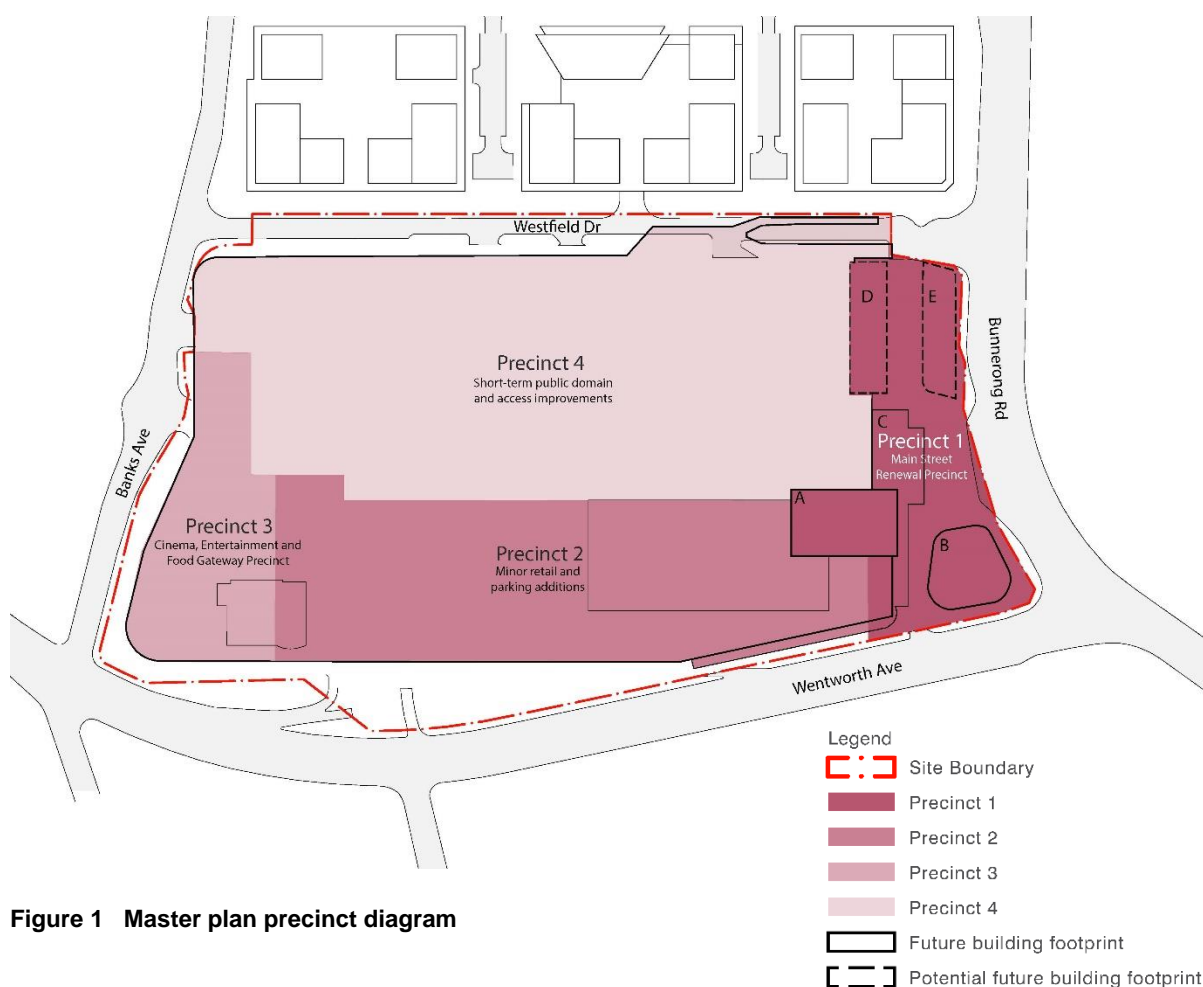 Westfield Dr
D
E
Bunnerong Rd
Precinct 4
Short-term public domain
and access improvements
Banks Ave
C
Precinct 1
Main Street
Renewal Precinct
A
Precinct 3
Cinema, Entertainment and
Food Gateway Precinct
Precinct 2
Minor retail and
parking additions
B
Wentworth Ave
Legend
Site Boundary
Precinct 1
Precinct 2
Precinct 3
Precinct 4
Future building footprint
Potential future building footprint
Figure 1 Master plan precinct diagram